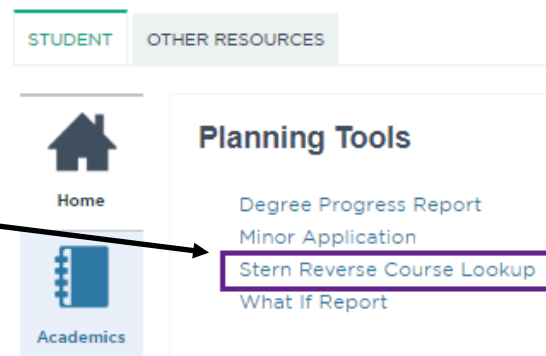 STUDENT OTHER RESOURCES
Planning Tools
Home
Degree Progress Report
Minor Application
Stern Reverse Course Lookup
What If Report
Academics